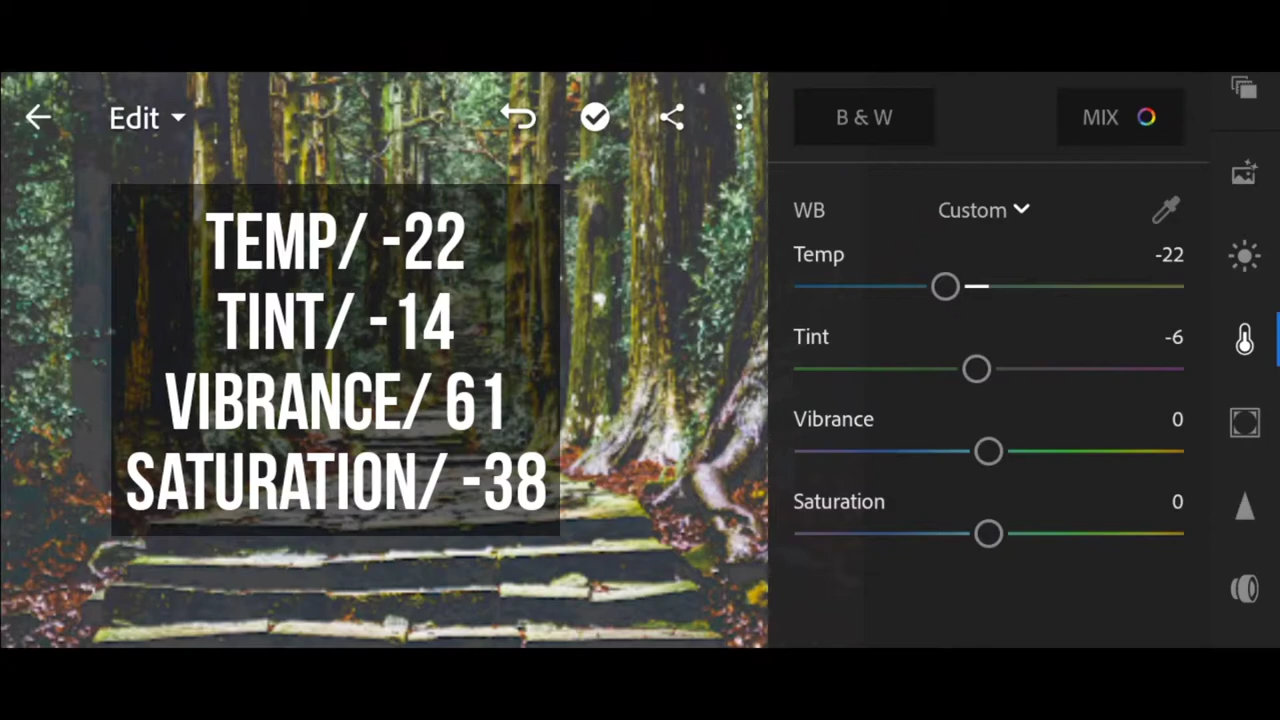 Edit
TEMP/ -22
TINT/ -14
VIBRANCE/ 61
SATURATION/ -38
B & W
MIX
WB Custom
Temp -22
Tint -6
Vibrance 0
Saturation 0